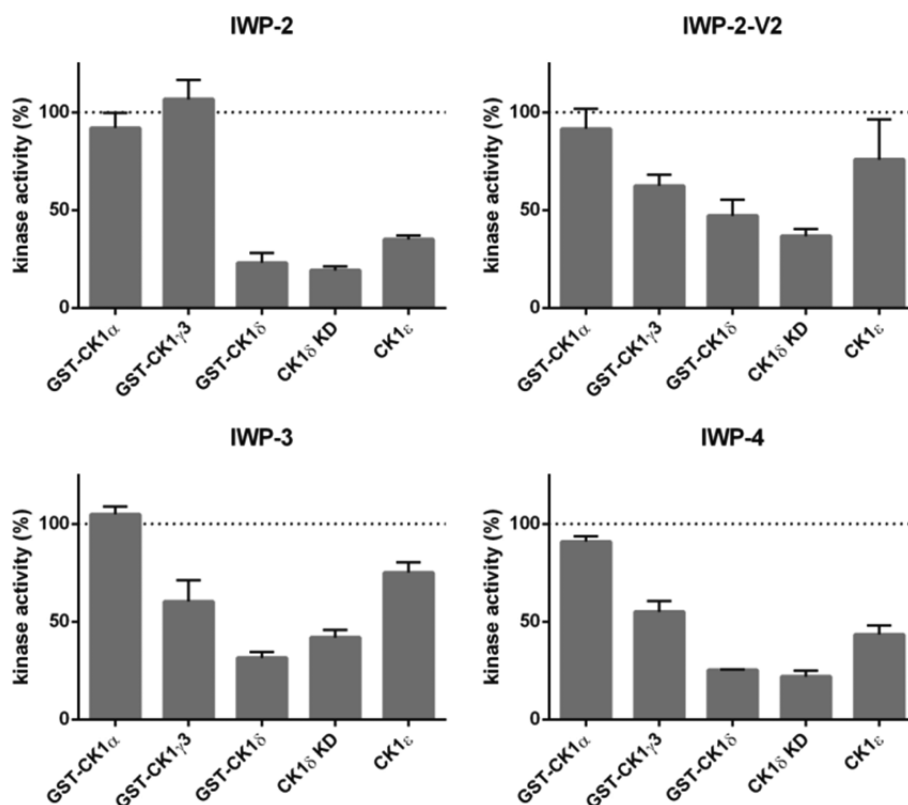 IWP-2
kinase activity (%)
100
50
0
GST-CK1α
GST-CK1γ3
GST-CK1δ
CK1δ KD
CK1ε
IWP-2-V2
kinase activity (%)
100
50
0
GST-CK1α
GST-CK1γ3
GST-CK1δ
CK1δ KD
CK1ε
IWP-3
kinase activity (%)
100
50
0
GST-CK1α
GST-CK1γ3
GST-CK1δ
CK1δ KD
CK1ε
IWP-4
kinase activity (%)
100
50
0
GST-CK1α
GST-CK1γ3
GST-CK1δ
CK1δ KD
CK1ε